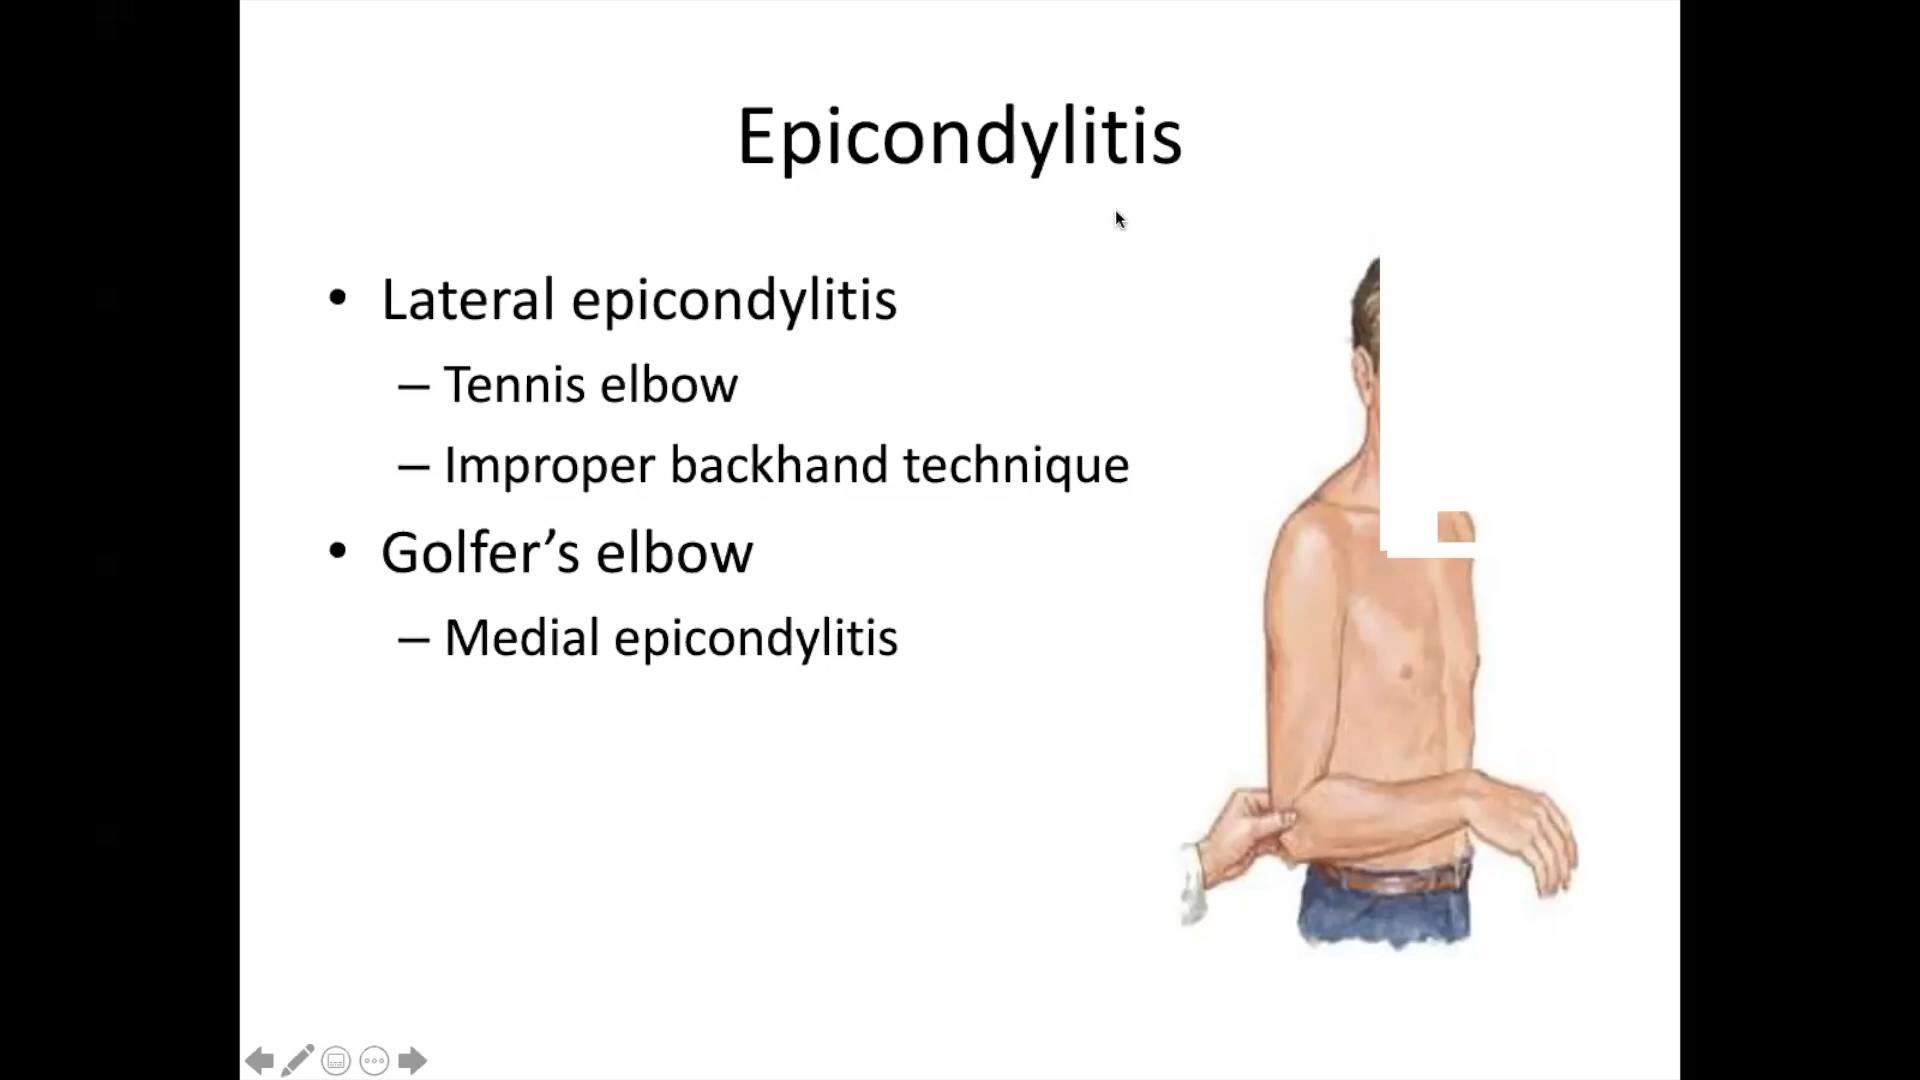 Epicondylitis
• Lateral epicondylitis
– Tennis elbow
– Improper backhand technique
• Golfer’s elbow
– Medial epicondylitis